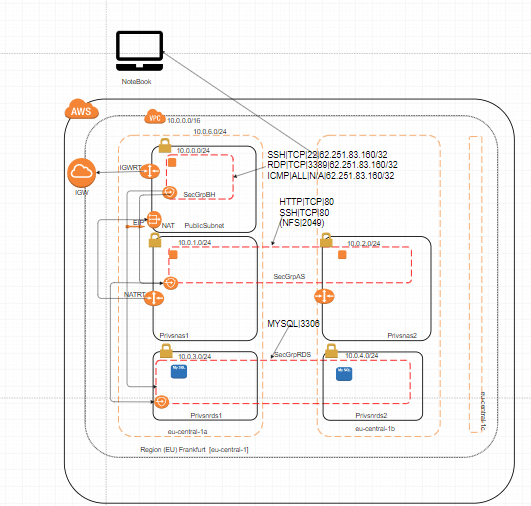 NoteBook
AWS
VPC
10.0.0.0/16
10.0.6.0/24
10.0.0.0/24
SSH|TCP|22|62.251.83.160/32
RDP|TCP|3389|62.251.83.160/32
ICMP|ALL|N/A|62.251.83.160/32
IGWRT
IGW
SecGrpBH
HTTP|TCP|80
SSH|TCP|80
(NFS|2049)
EIP
NAT
PublicSubnet
10.0.1.0/24
10.0.2.0/24
SecGrpAS
NATRT
MYSQL|3306
Privsnas1
Privsnas2
10.0.3.0/24
SecGrpRDS
10.0.4.0/24
My SQL
My SQL
Privsnrds1
Privsnrds2
eu-central-1a
eu-central-1b
eu-central-1c
Region (EU) Frankfurt [eu-central-1]